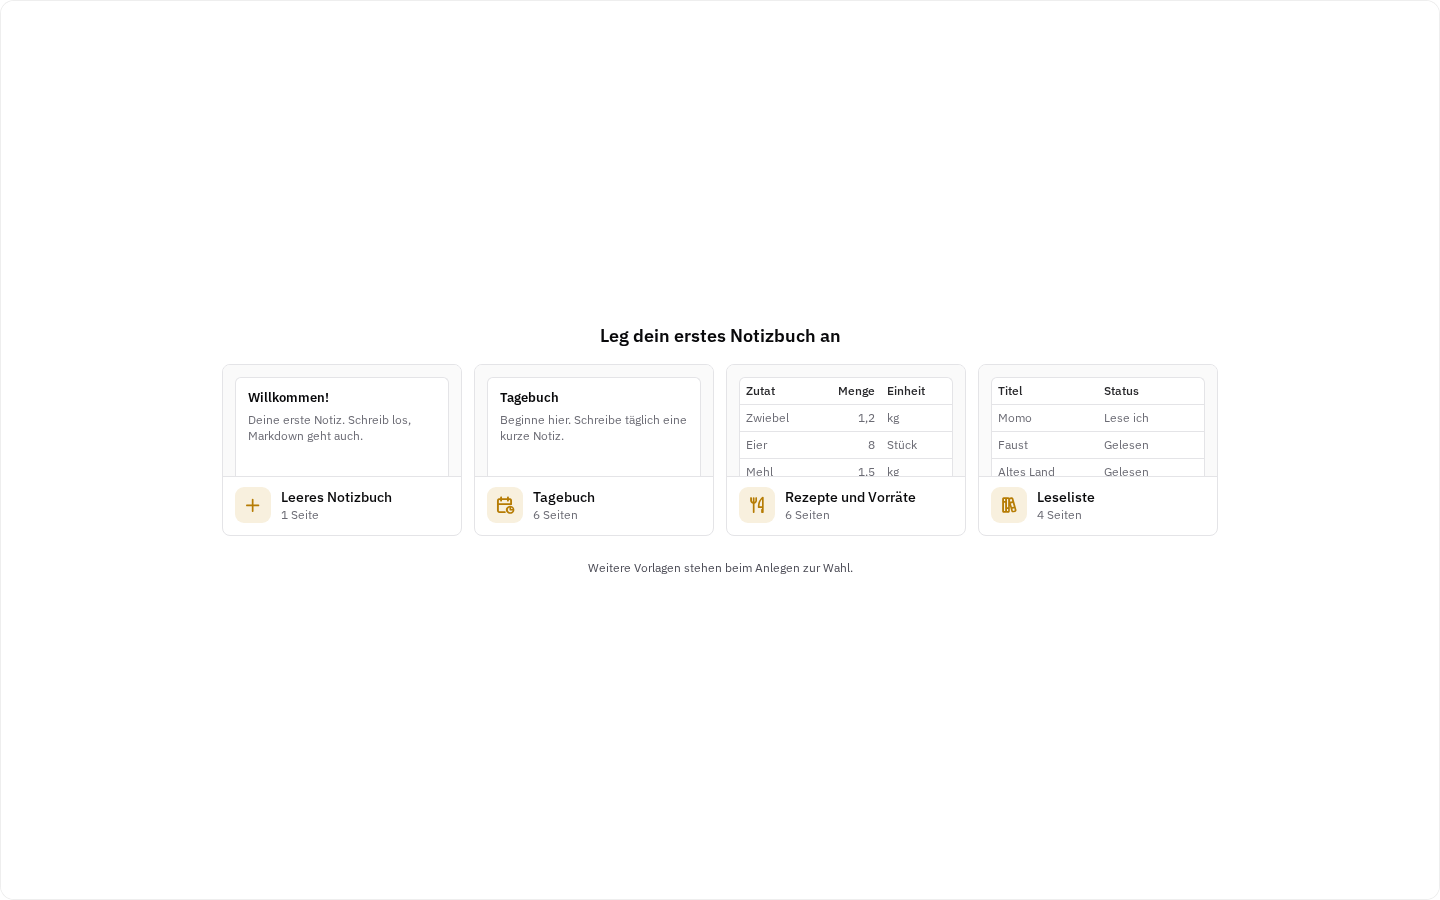 Leg dein erstes Notizbuch an
Willkommen!
Deine erste Notiz. Schreib los,
Markdown geht auch.
Leeres Notizbuch
1 Seite
Tagebuch
Beginne hier. Schreibe täglich eine
kurze Notiz.
Tagebuch
6 Seiten
Zutat Menge Einheit
Zwiebel 1,2 kg
Eier 8 Stück
Mehl 1,5 kg
Rezepte und Vorräte
6 Seiten
Titel Status
Momo Lese ich
Faust Gelesen
Altes Land Gelesen
Leseliste
4 Seiten
Weitere Vorlagen stehen beim Anlegen zur Wahl.